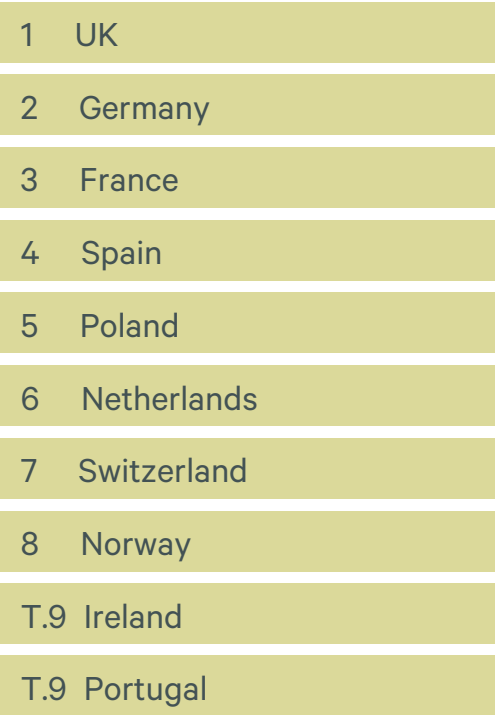 1 UK
2 Germany
3 France
4 Spain
5 Poland
6 Netherlands
7 Switzerland
8 Norway
T.9 Ireland
T.9 Portugal